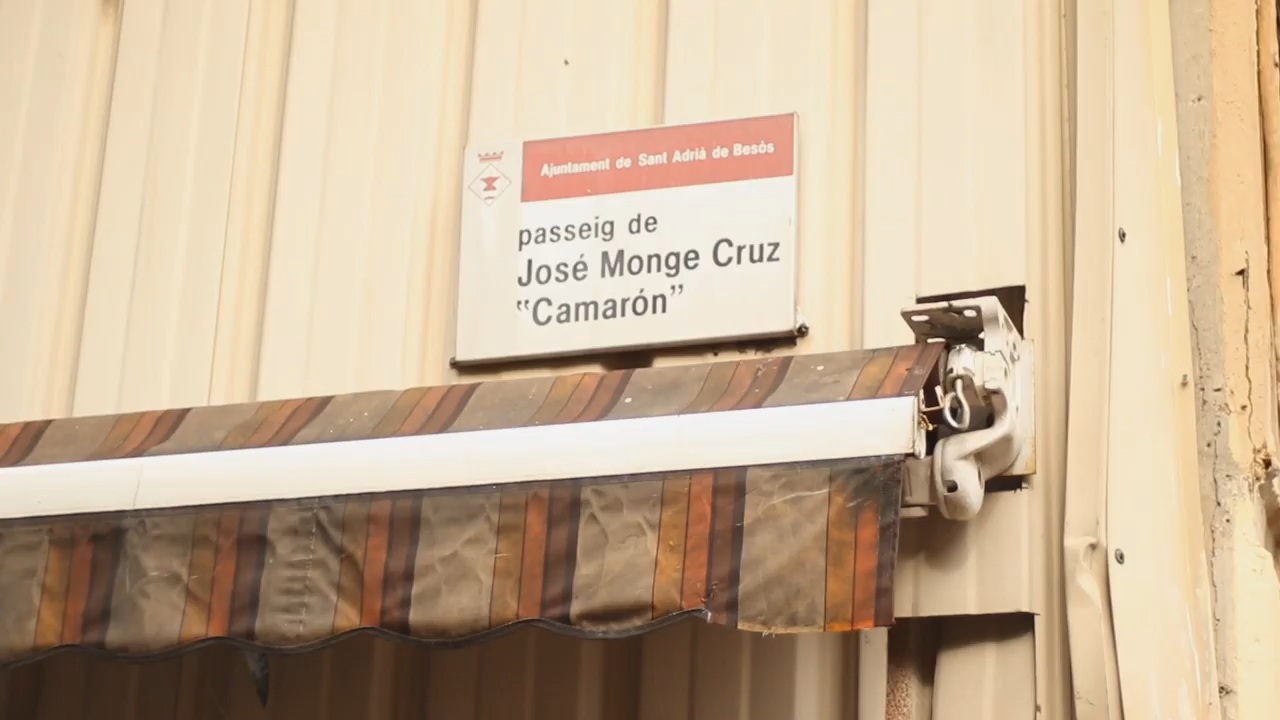 Ajuntament de Sant Adrià de Besòs
passeig de
José Monge Cruz
“Camarón”